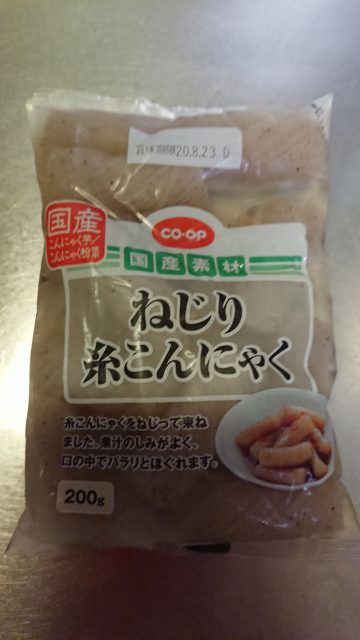 賞味期限20.8.23 D
国産
こんにゃく芋/
こんにゃく粉末
CO·OP
国産素材
ねじり
糸こんにゃく
糸こんにゃくをねじって束ね
ました。煮汁のしみがよく、
口の中でパラリとほぐれます。
200g